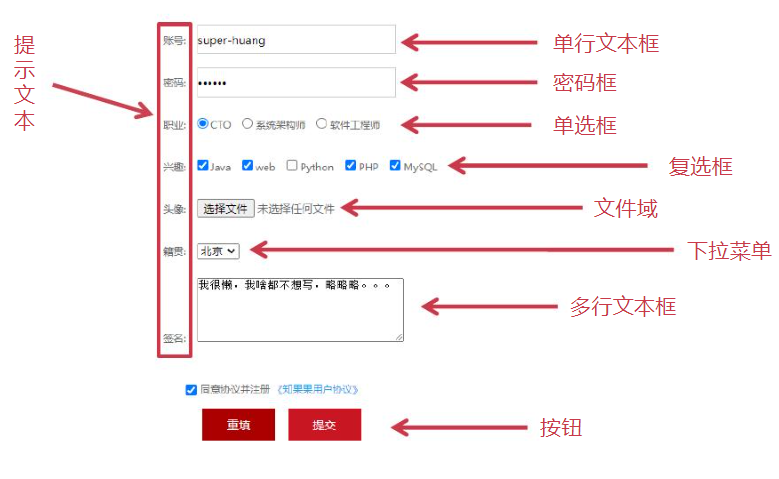 提示文本
账号: super-huang 单行文本框
密码: •••••• 密码框
职业: CTO 系统架构师 软件工程师 单选框
兴趣: Java web Python PHP MySQL 复选框
头像: 选择文件 未选择任何文件 文件域
籍贯: 北京 下拉菜单
我很懒，我啥都不想写，略略略。。。 多行文本框
签名:
同意协议并注册 《知果果用户协议》
重填 提交 按钮